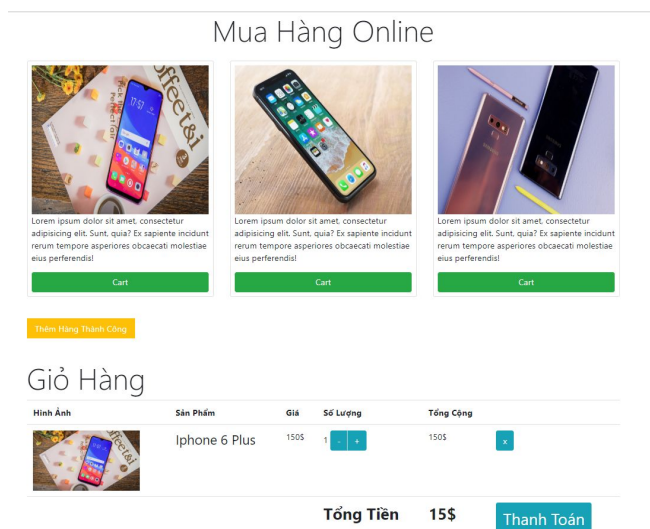 Mua Hàng Online
offeet&i
17:57
Lorem ipsum dolor sit amet, consectetur
adipisicing elit. Sunt, quia? Ex sapiente incidunt
rerum tempore asperiores obcaecati molestiae
eius perferendis!
Cart
Lorem ipsum dolor sit amet, consectetur
adipisicing elit. Sunt, quia? Ex sapiente incidunt
rerum tempore asperiores obcaecati molestiae
eius perferendis!
Cart
Lorem ipsum dolor sit amet, consectetur
adipisicing elit. Sunt, quia? Ex sapiente incidunt
rerum tempore asperiores obcaecati molestiae
eius perferendis!
Cart
Thêm Hàng Thành Công
Giỏ Hàng
Hình Ảnh Sản Phẩm Giá Số Lượng Tổng Cộng
Iphone 6 Plus 150$ 1 - + 150$ x
Tổng Tiền 15$ Thanh Toán